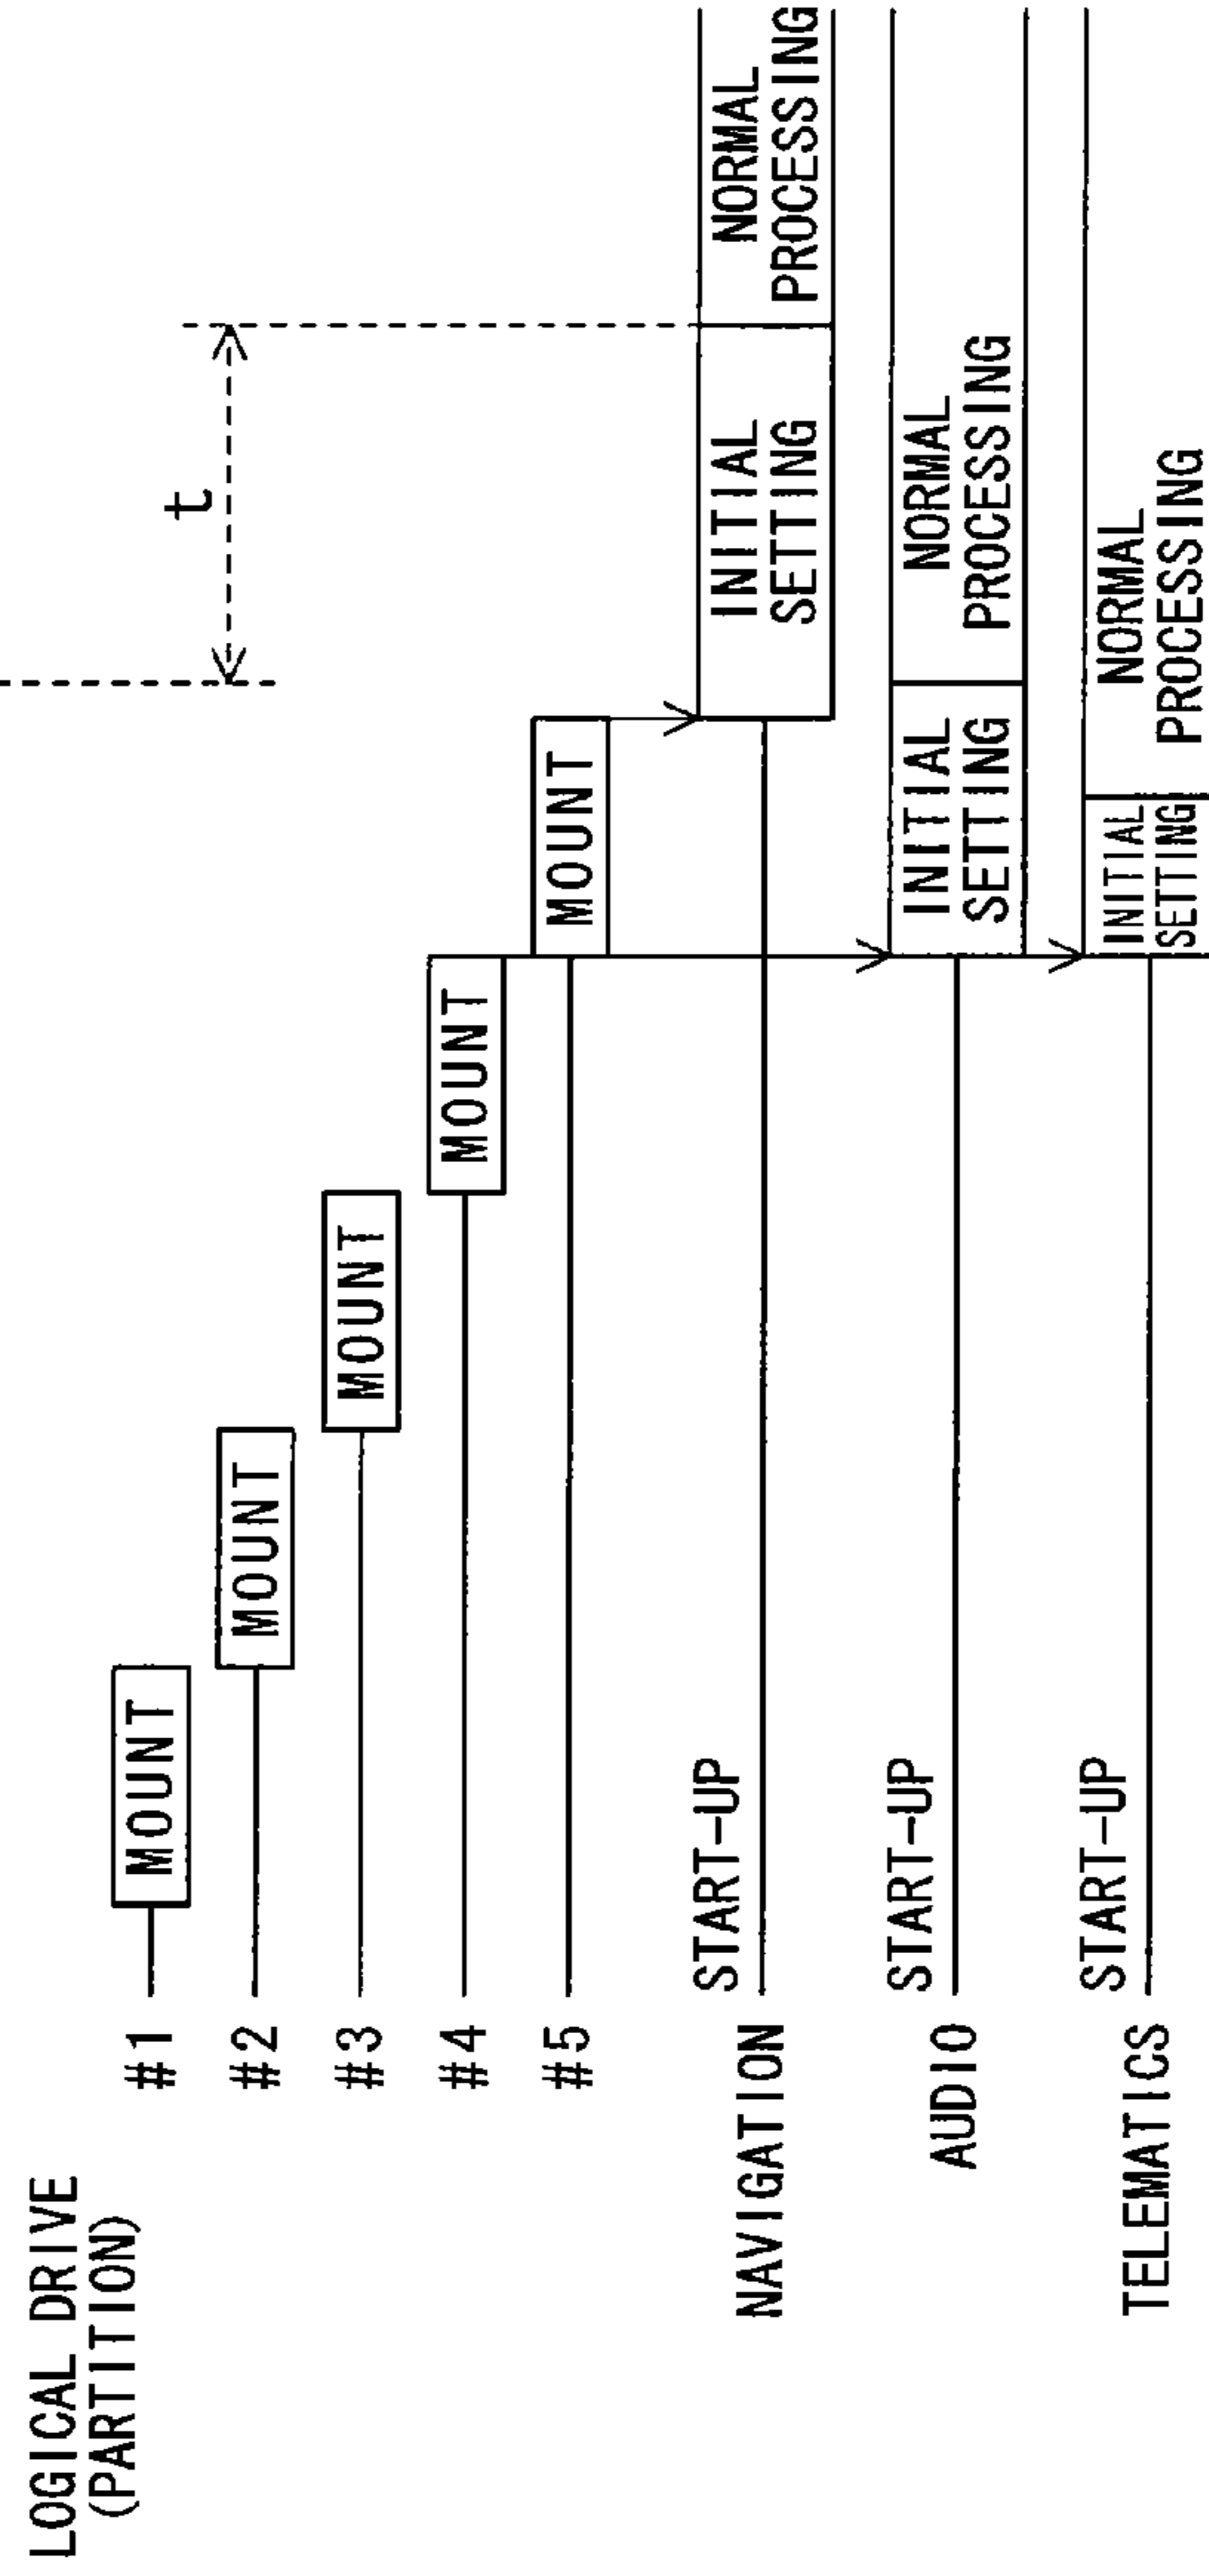 LOGICAL DRIVE
(PARTITION)
#1
MOUNT
t
#2
MOUNT
#3
MOUNT
#4
MOUNT
#5
MOUNT
START-UP
NAVIGATION
INITIAL
SETTING
NORMAL
PROCESSING
START-UP
AUDIO
INITIAL
SETTING
NORMAL
PROCESSING
START-UP
TELEMATICS
INITIAL
SETTING
NORMAL
PROCESSING